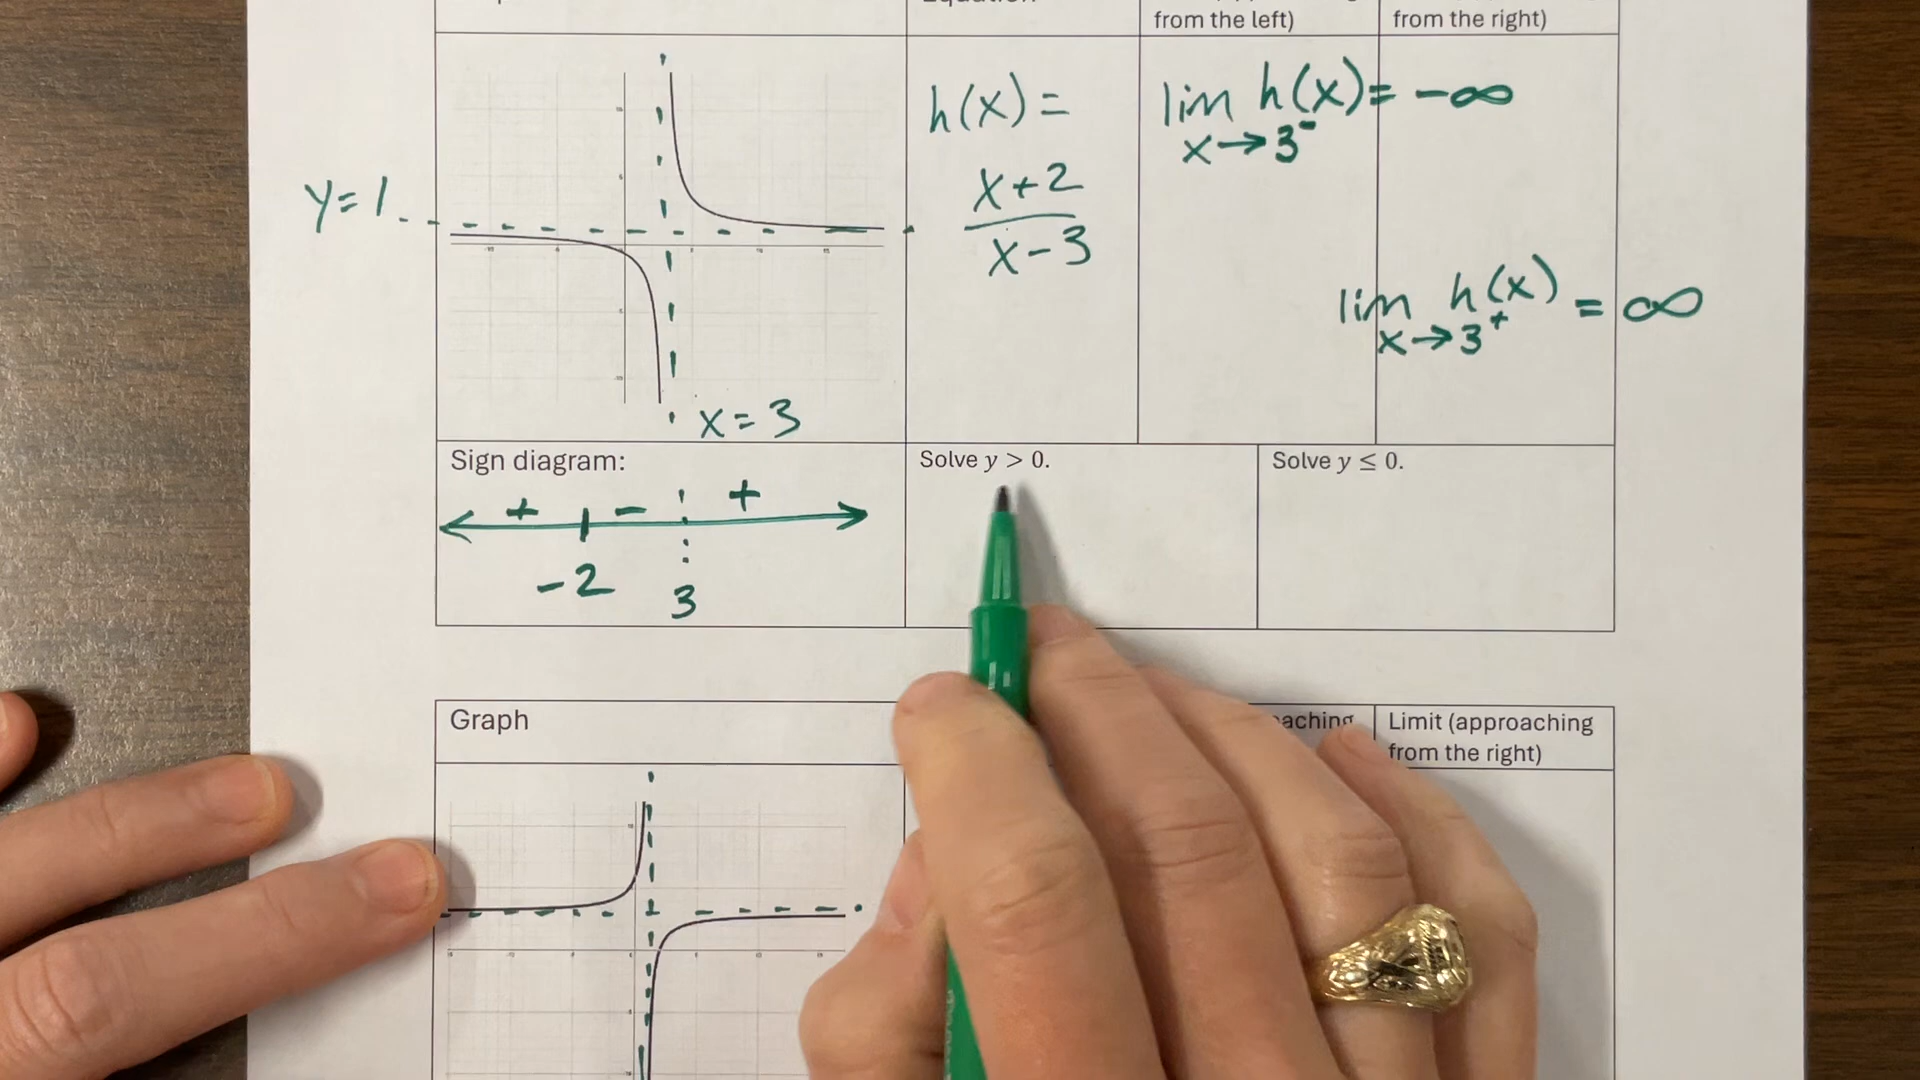 from the left)
from the right)
h(x) =
x+2
x-3
lim h(x) = -∞
x→3⁻
y=1
lim h(x) = ∞
x→3⁺
x=3
Sign diagram:
+ - +
-2 3
Solve y > 0.
Solve y ≤ 0.
Graph
Limit (approaching
from the right)